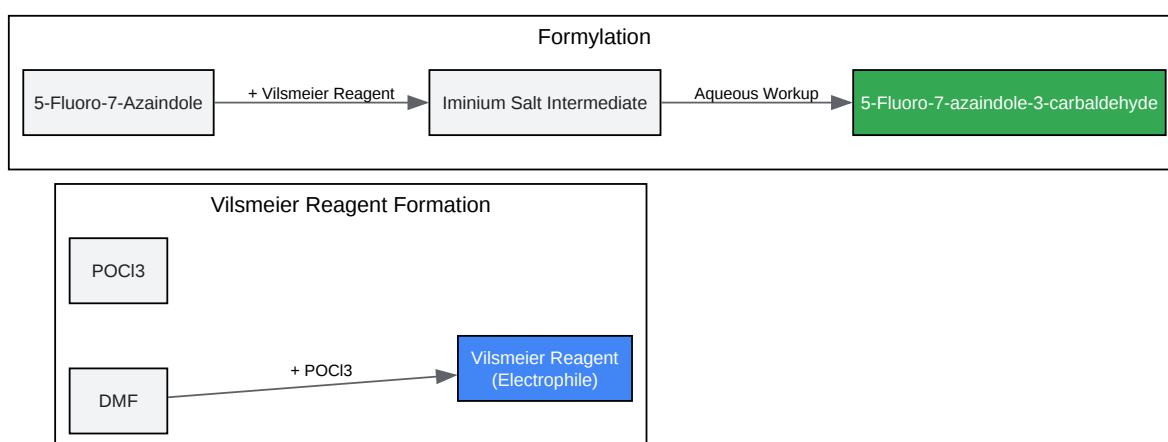 Formylation
5-Fluoro-7-Azaindole
+ Vilsmeier Reagent
Iminium Salt Intermediate
Aqueous Workup
5-Fluoro-7-azaindole-3-carbaldehyde
Vilsmeier Reagent Formation
POCl3
DMF
+ POCl3
Vilsmeier Reagent
(Electrophile)